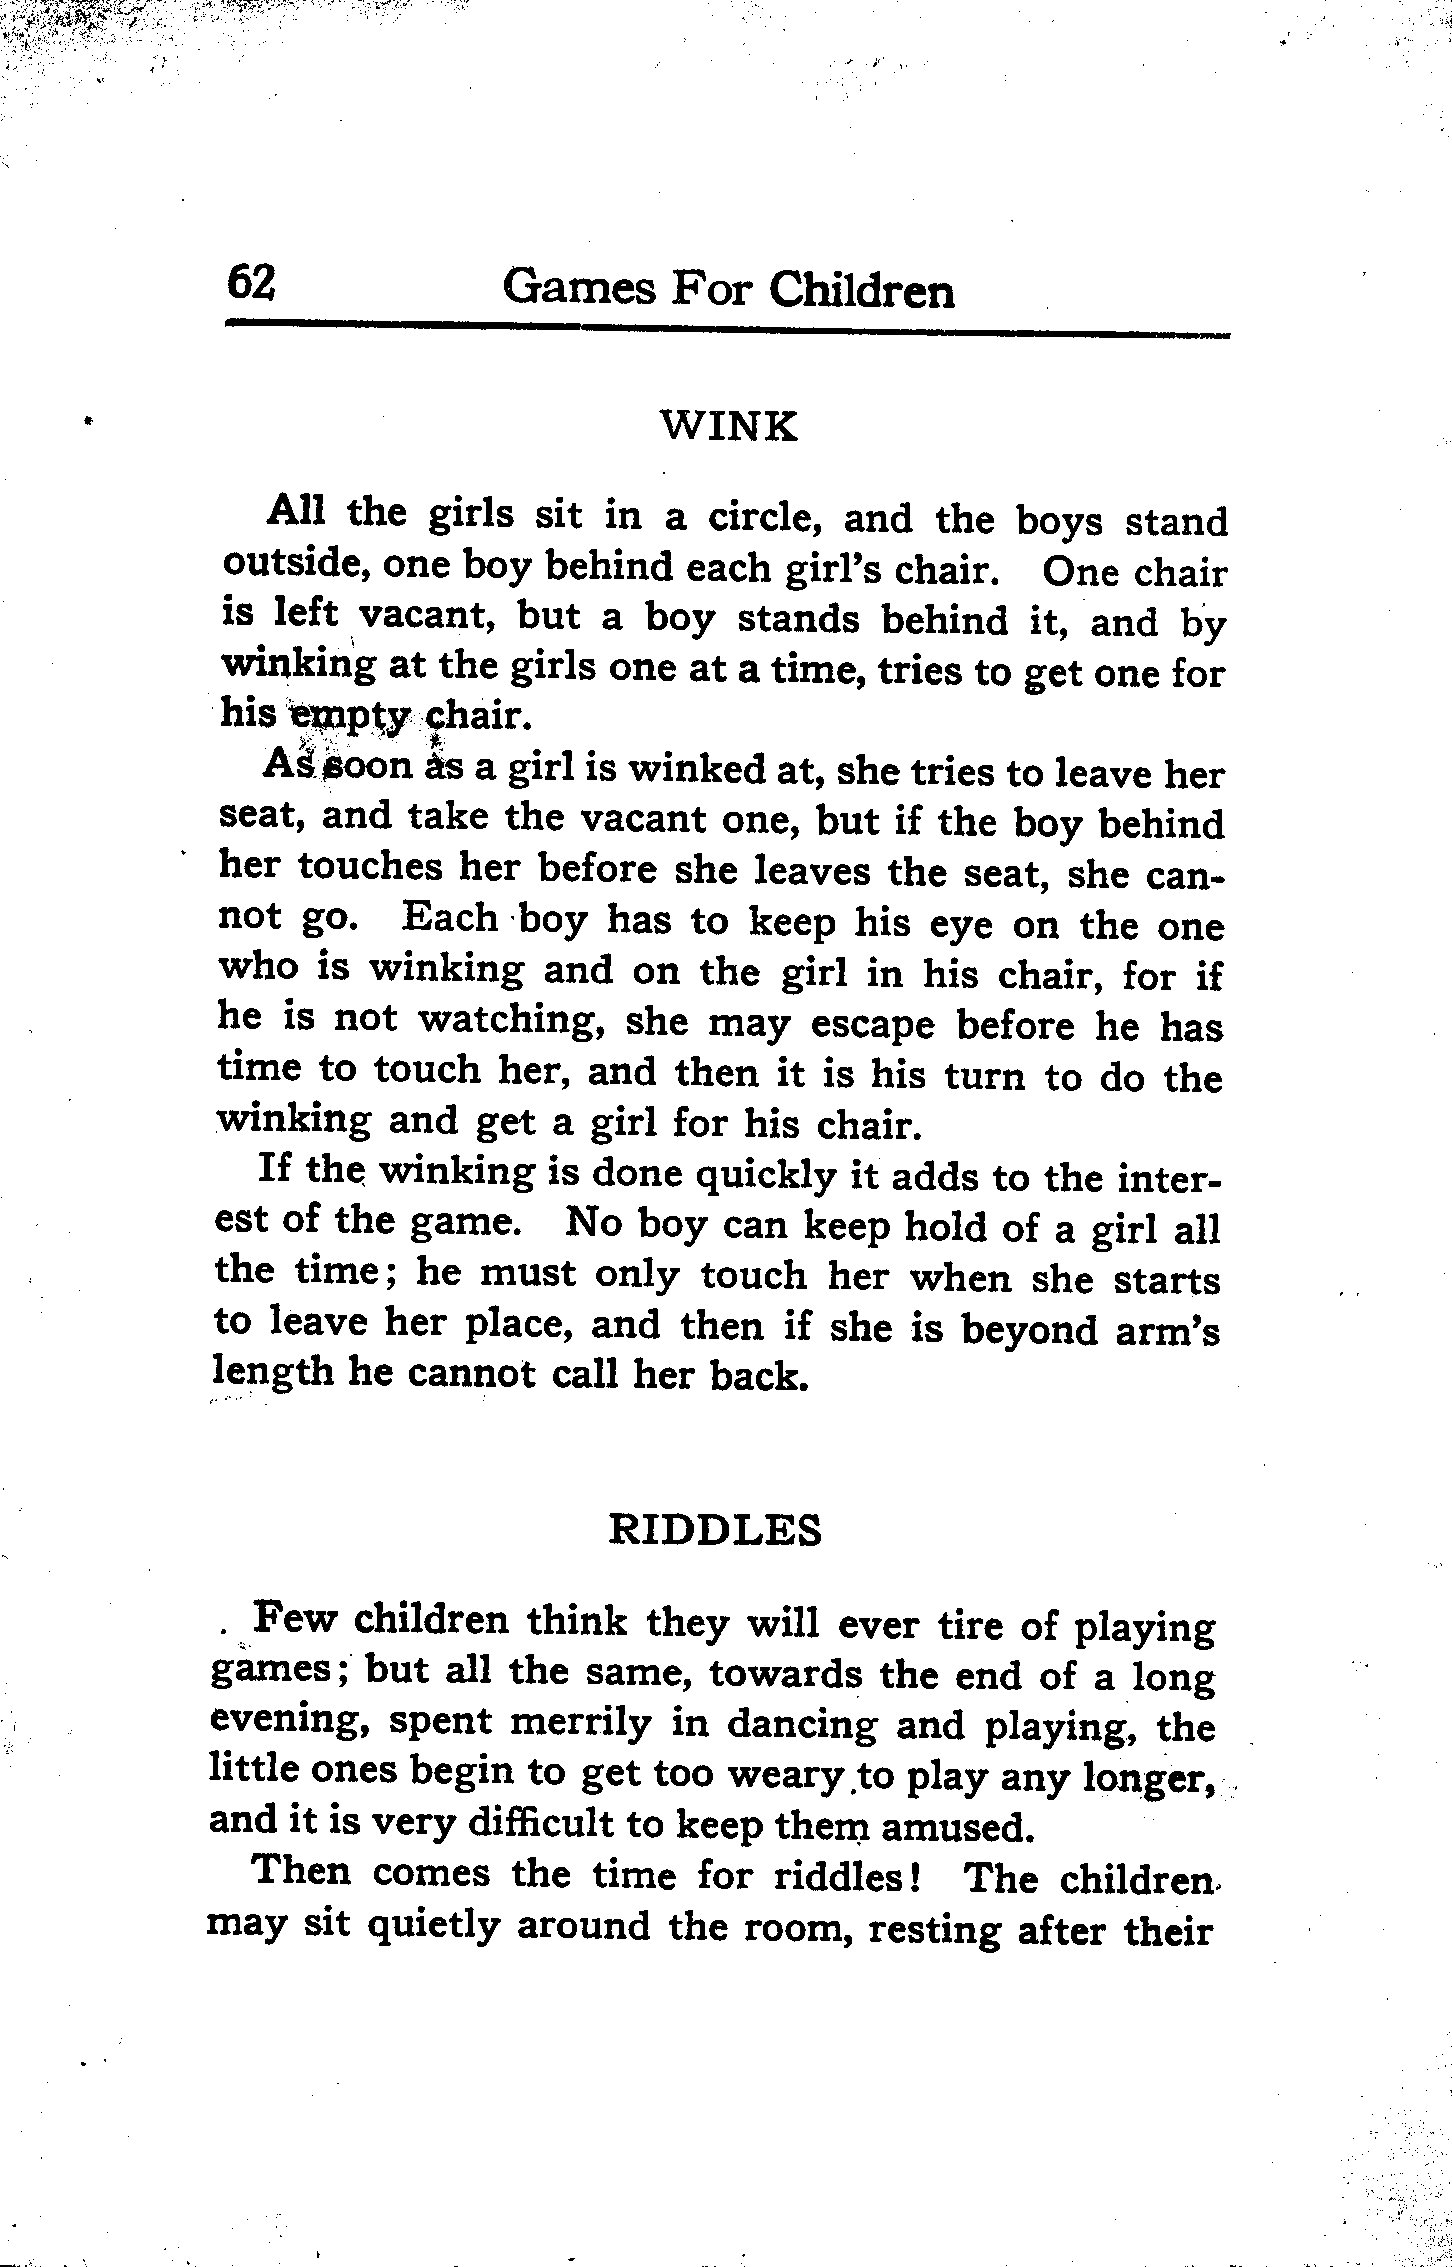 62 Games For Children
WINK
All the girls sit in a circle, and the boys stand
outside, one boy behind each girl's chair. One chair
is left vacant, but a boy stands behind it, and by
winking at the girls one at a time, tries to get one for
his empty chair.
As soon as a girl is winked at, she tries to leave her
seat, and take the vacant one, but if the boy behind
her touches her before she leaves the seat, she can-
not go. Each boy has to keep his eye on the one
who is winking and on the girl in his chair, for if
he is not watching, she may escape before he has
time to touch her, and then it is his turn to do the
winking and get a girl for his chair.
If the winking is done quickly it adds to the inter-
est of the game. No boy can keep hold of a girl all
the time; he must only touch her when she starts
to leave her place, and then if she is beyond arm's
length he cannot call her back.
RIDDLES
Few children think they will ever tire of playing
games; but all the same, towards the end of a long
evening, spent merrily in dancing and playing, the
little ones begin to get too weary to play any longer,
and it is very difficult to keep them amused.
Then comes the time for riddles! The children
may sit quietly around the room, resting after their